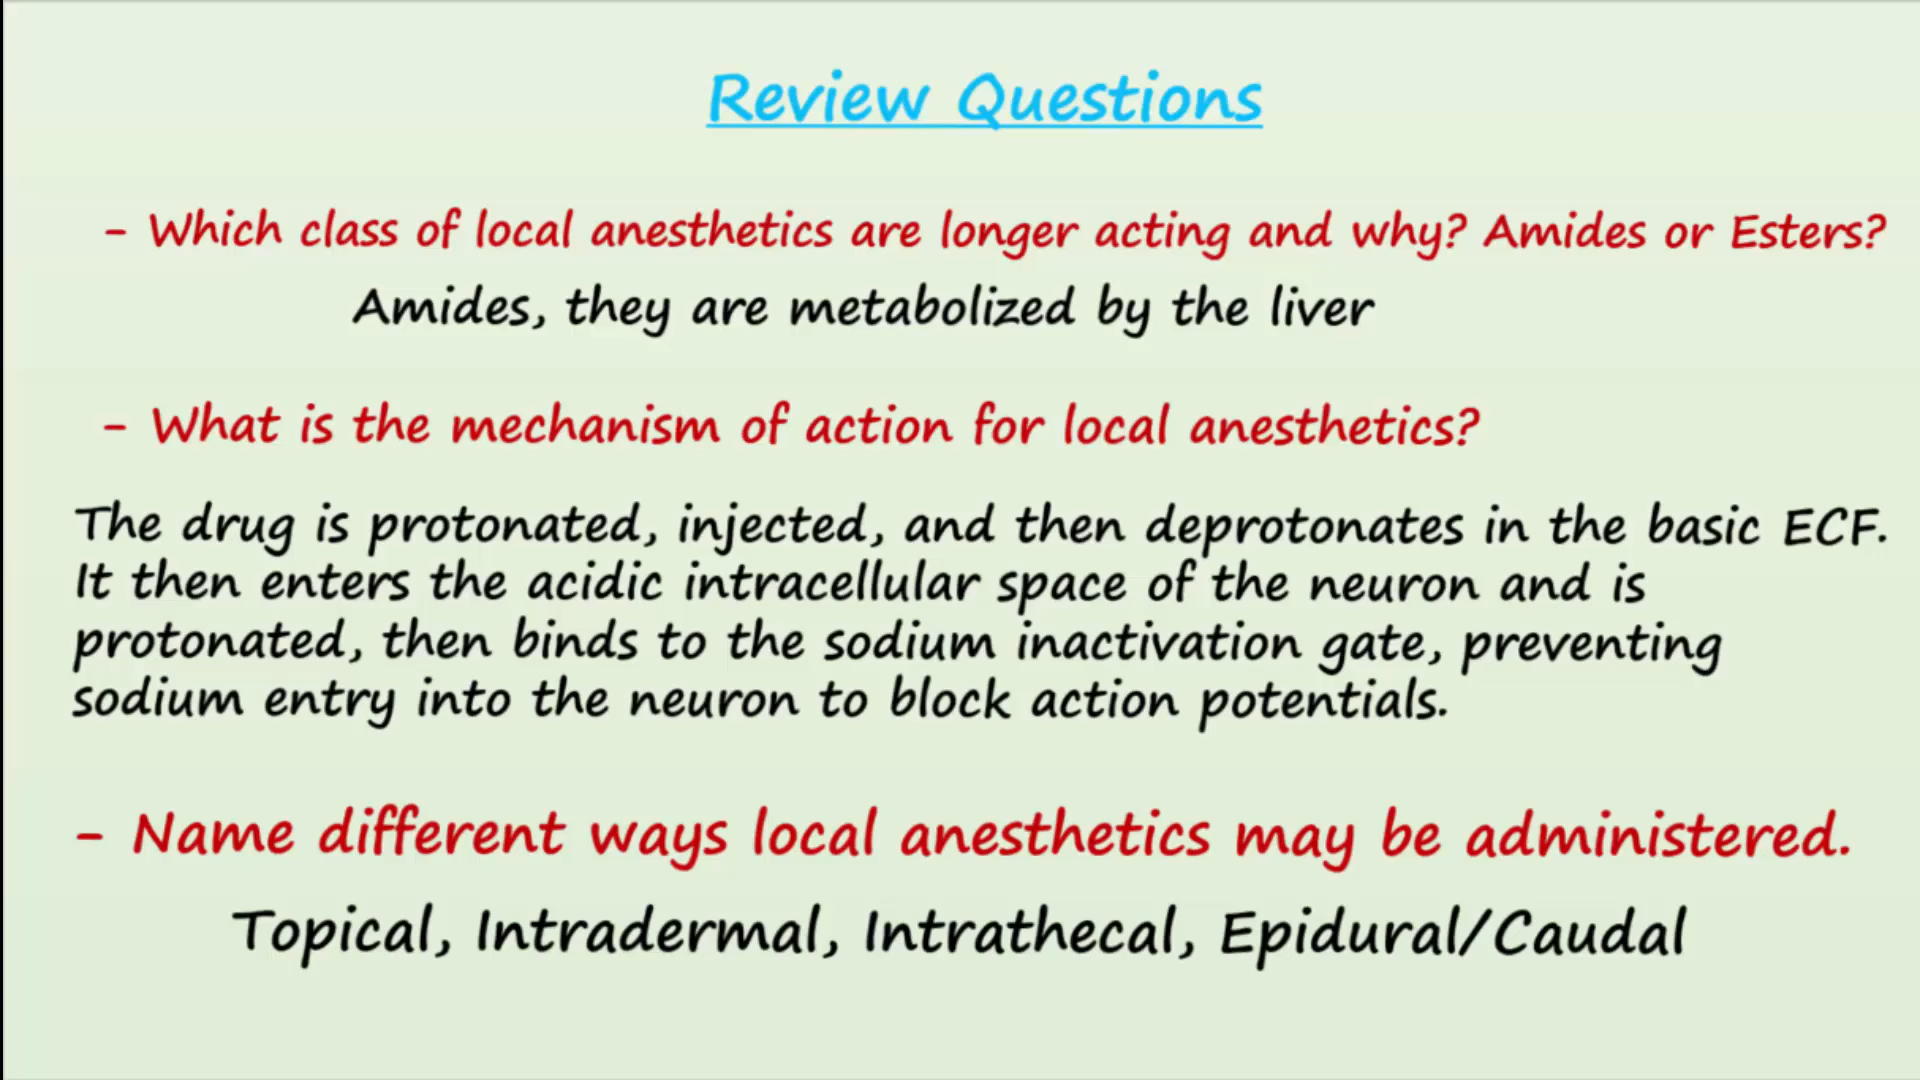 Review Questions
- Which class of local anesthetics are longer acting and why? Amides or Esters?
Amides, they are metabolized by the liver
- What is the mechanism of action for local anesthetics?
The drug is protonated, injected, and then deprotonates in the basic ECF.
It then enters the acidic intracellular space of the neuron and is
protonated, then binds to the sodium inactivation gate, preventing
sodium entry into the neuron to block action potentials.
- Name different ways local anesthetics may be administered.
Topical, Intradermal, Intrathecal, Epidural/Caudal